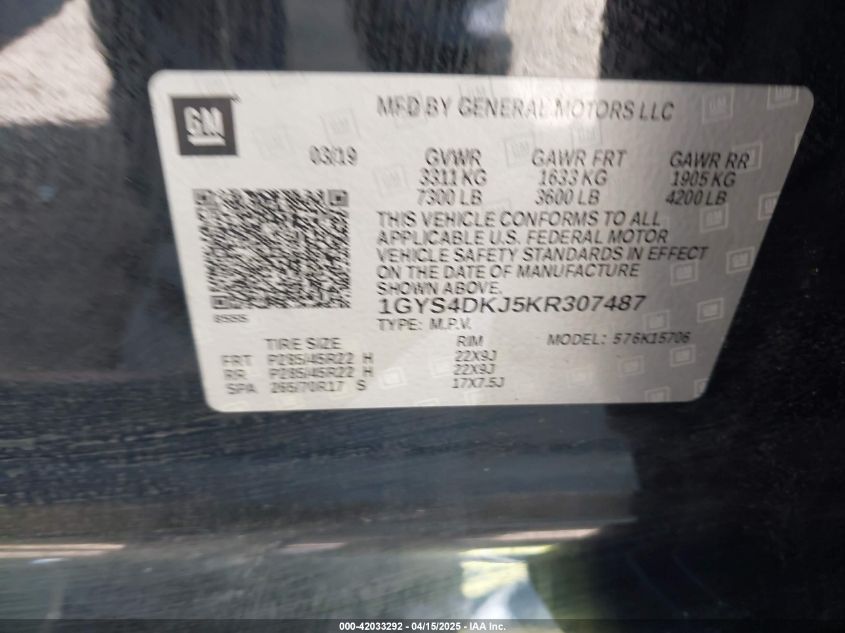 GM
MFD BY GENERAL MOTORS LLC
03/19 GVWR GAWR FRT GAWR RR
3311 KG 1633 KG 1905 KG
7300 LB 3600 LB 4200 LB
THIS VEHICLE CONFORMS TO ALL
APPLICABLE U.S. FEDERAL MOTOR
VEHICLE SAFETY STANDARDS IN EFFECT
ON THE DATE OF MANUFACTURE
SHOWN ABOVE.
1GYS4DKJ5KR307487
TYPE: M.P.V.
TIRE SIZE RIM MODEL: 576K15706
FRT P285/45R22 H 22X9J
RR P285/45R22 H 22X9J
SPA 265/70R17 S 17X7.5J
000-42033292 - 04/15/2025 - IAA Inc.